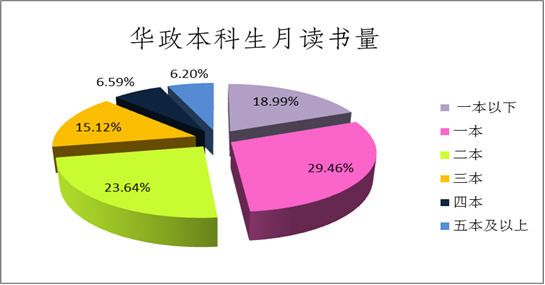 华政本科生月读书量
6.59%
6.20%
18.99%
15.12%
29.46%
23.64%
一本以下
一本
二本
三本
四本
五本及以上